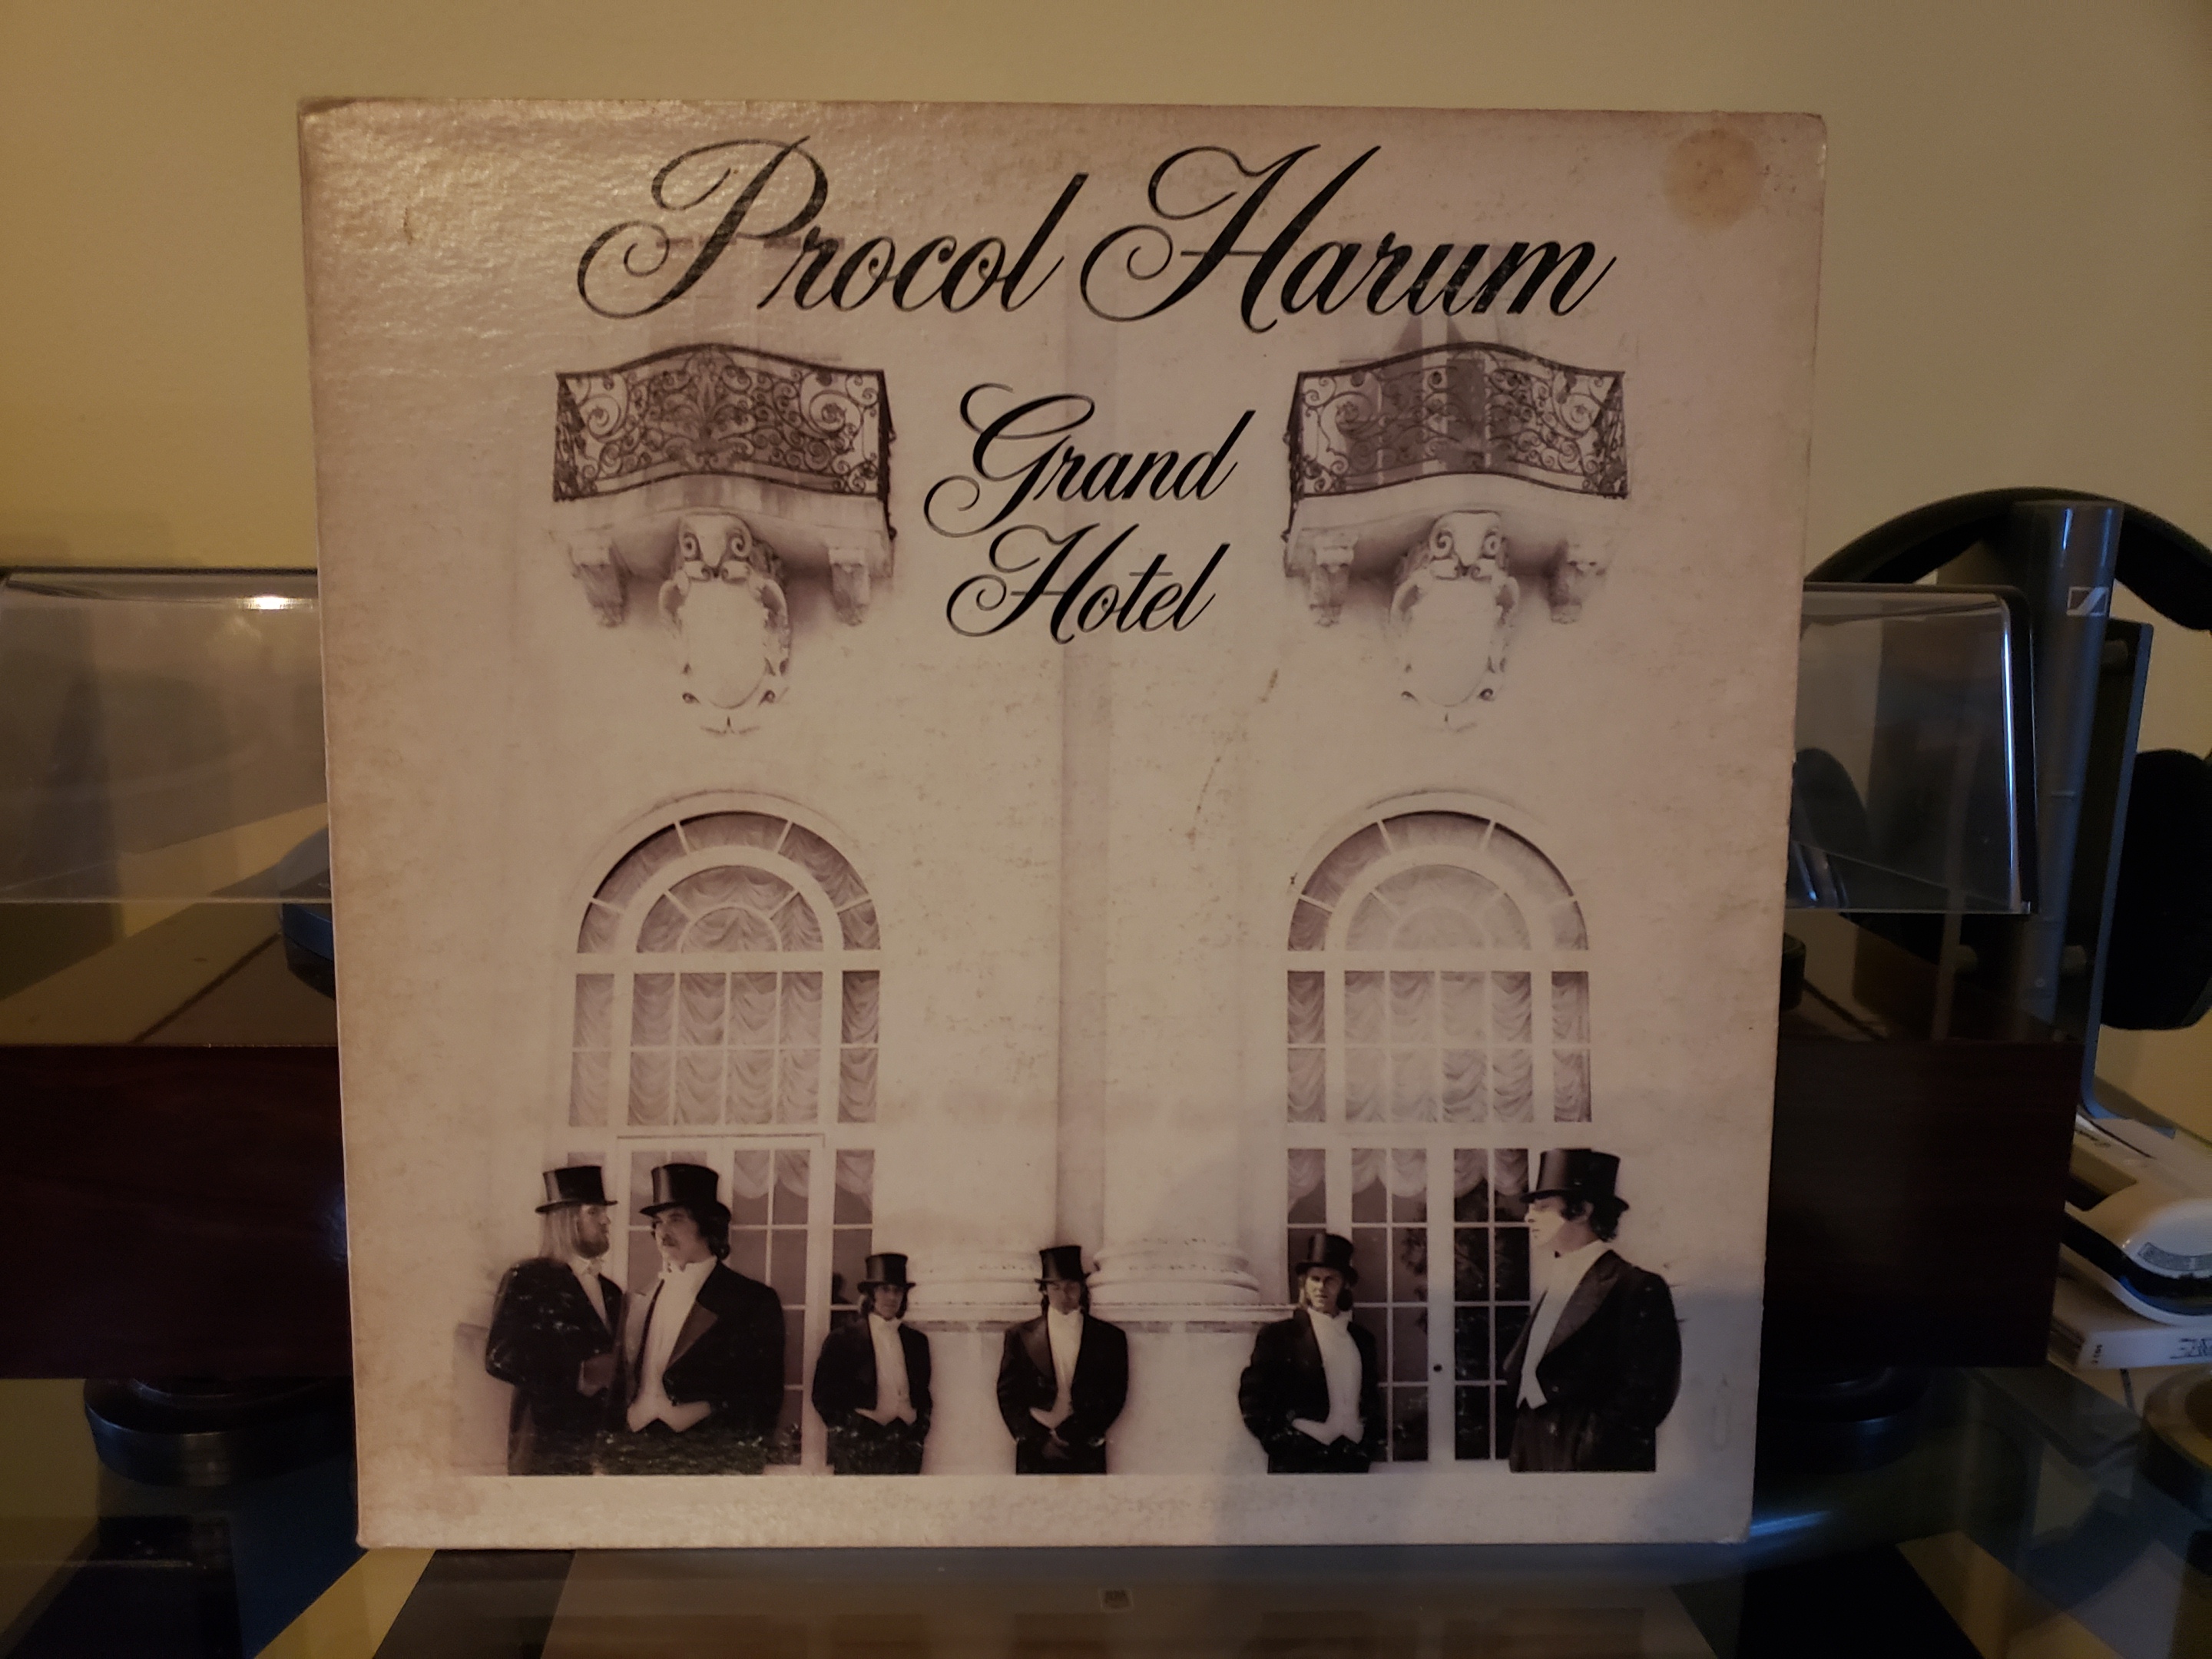 Procol Harum
Grand
Hotel